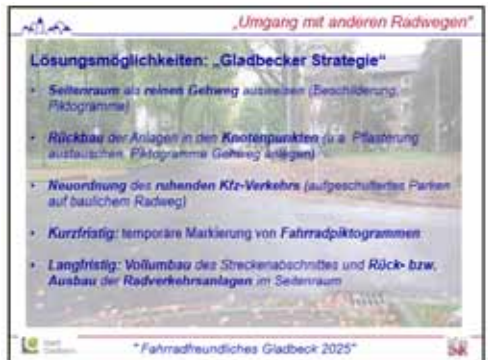 „Umgang mit anderen Radwegen"
Lösungsmöglichkeiten: „Gladbecker Strategie"
• Seitenraum als reinen Gehweg ausweisen (Beschilderung,
Piktogramme)
• Rückbau der Anlagen in den Knotenpunkten (u.a. Pflasterung
austauschen, Piktogramme Gehweg anlegen)
• Neuordnung des ruhenden Kfz-Verkehrs (aufgeschultertes Parken
auf baulichem Radweg)
• Kurzfristig: temporäre Markierung von Fahrradpiktogrammen
• Langfristig: Vollumbau des Streckenabschnittes und Rück- bzw.
Ausbau der Radverkehrsanlagen im Seitenraum
Stadt
Gladbeck
"Fahrradfreundliches Gladbeck 2025"